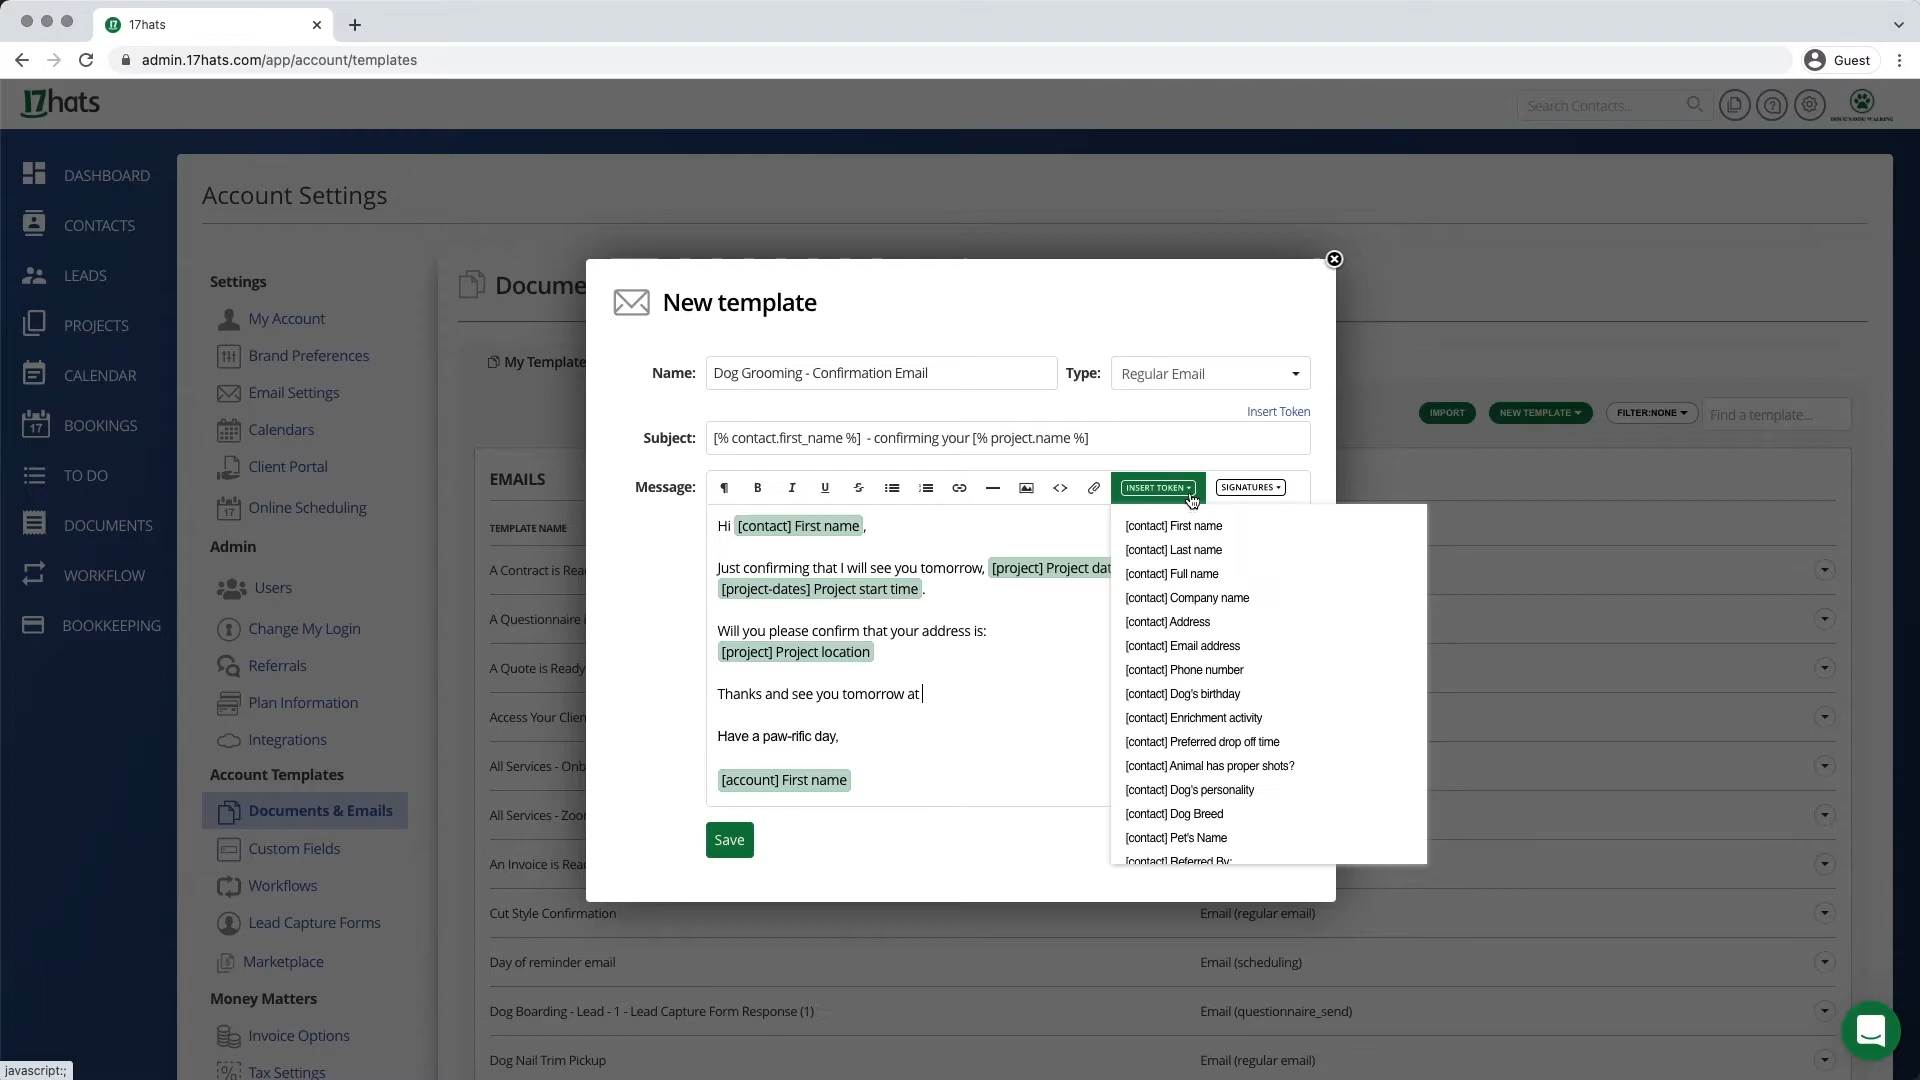 17hats
admin.17hats.com/app/account/templates
Guest
17hats
Search Contacts...
DASHBOARD
CONTACTS
LEADS
PROJECTS
CALENDAR
17
BOOKINGS
TO DO
DOCUMENTS
WORKFLOW
BOOKKEEPING
Account Settings
Settings
My Account
Brand Preferences
Email Settings
Calendars
Client Portal
17
Online Scheduling
Admin
Users
Change My Login
Referrals
Plan Information
Integrations
Account Templates
Documents & Emails
Custom Fields
Workflows
Lead Capture Forms
Marketplace
Money Matters
Invoice Options
Tax Settings
Docume
My Template
IMPORT
NEW TEMPLATE
FILTER:NONE
Find a template...
EMAILS
TEMPLATE NAME
A Contract is Rea
A Questionnaire i
A Quote is Ready
Access Your Clien
All Services - Onb
All Services - Zoo
An Invoice is Rea
Cut Style Confirmation
Email (regular email)
Day of reminder email
Email (scheduling)
Dog Boarding - Lead - 1 - Lead Capture Form Response (1)
Email (questionnaire_send)
Dog Nail Trim Pickup
Email (regular email)
New template
Name:
Dog Grooming - Confirmation Email
Type:
Regular Email
Insert Token
Subject:
[% contact.first_name %]  - confirming your [% project.name %]
Message:
INSERT TOKEN
SIGNATURES
Hi [contact] First name,
Just confirming that I will see you tomorrow, [project] Project dat
[project-dates] Project start time.
Will you please confirm that your address is:
[project] Project location
Thanks and see you tomorrow at
Have a paw-rific day,
[account] First name
Save
[contact] First name
[contact] Last name
[contact] Full name
[contact] Company name
[contact] Address
[contact] Email address
[contact] Phone number
[contact] Dog's birthday
[contact] Enrichment activity
[contact] Preferred drop off time
[contact] Animal has proper shots?
[contact] Dog's personality
[contact] Dog Breed
[contact] Pet's Name
[contact] Referred By:
javascript:;